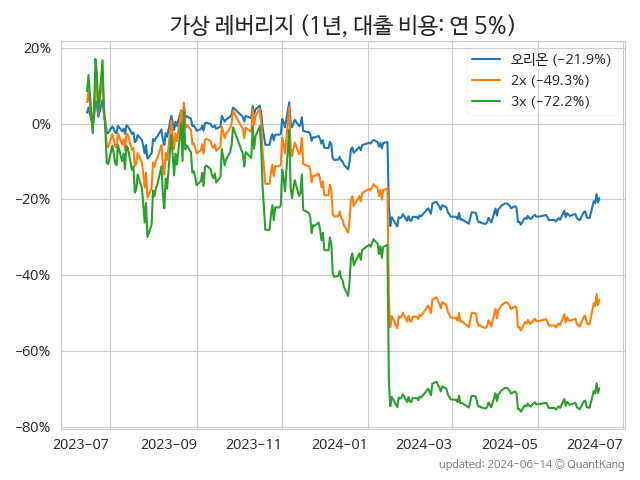 가상 레버리지 (1년, 대출 비용: 연 5%)
오리온 (−21.9%)
2x (−49.3%)
3x (−72.2%)
20%
0%
−20%
−40%
−60%
−80%
2023−07 2023−09 2023−11 2024−01 2024−03 2024−05 2024−07
updated: 2024-06-14 © QuantKang